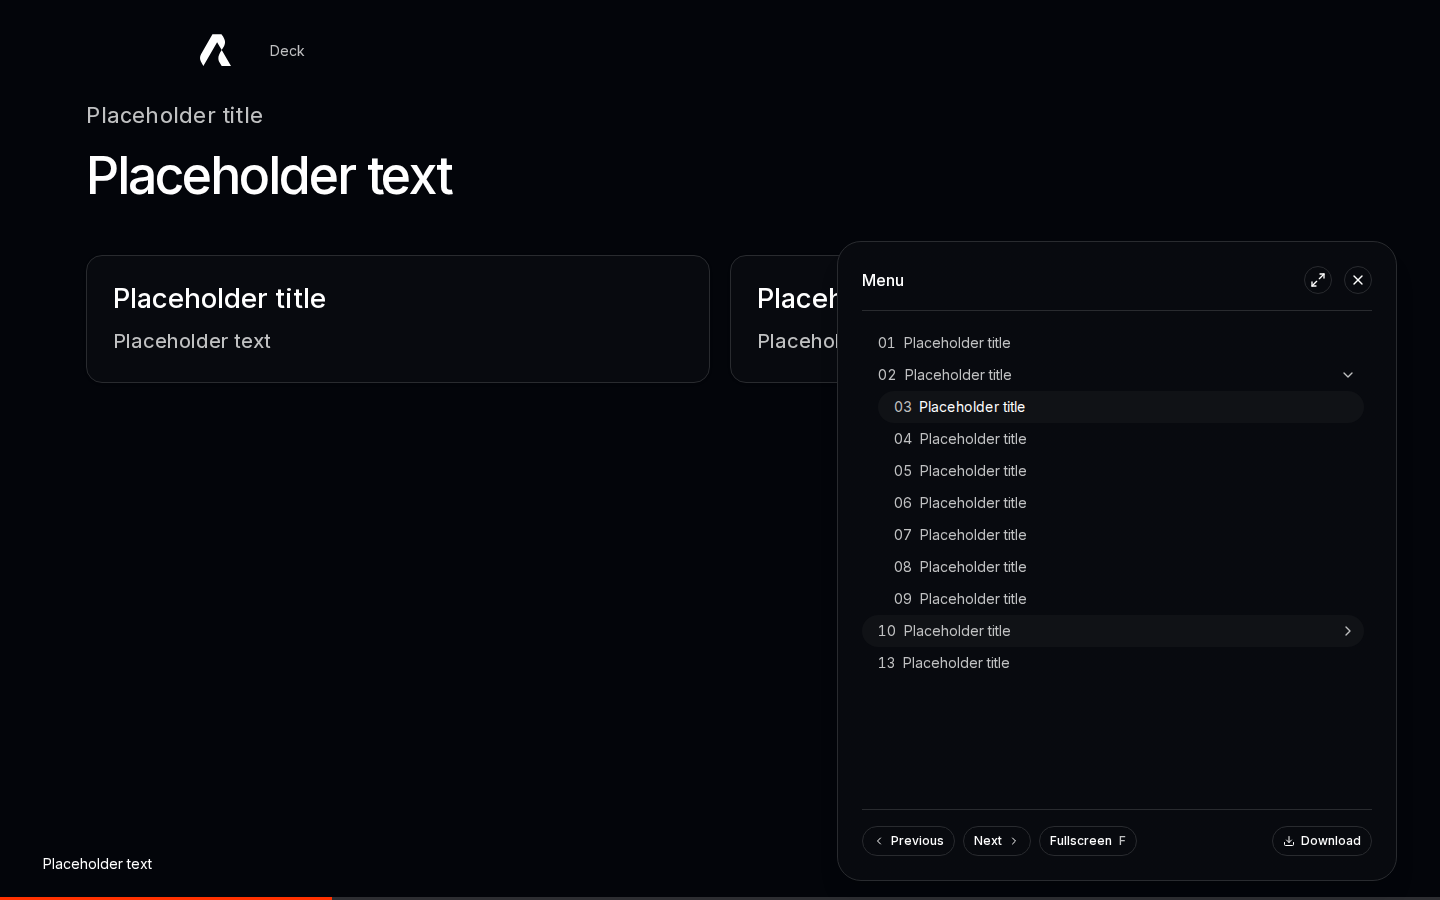 Deck
Placeholder title
Placeholder text
Placeholder title
Placeholder text
Menu
01 Placeholder title
02 Placeholder title
03 Placeholder title
04 Placeholder title
05 Placeholder title
06 Placeholder title
07 Placeholder title
08 Placeholder title
09 Placeholder title
10 Placeholder title
13 Placeholder title
Previous
Next
Fullscreen F
Download
Placeholder text